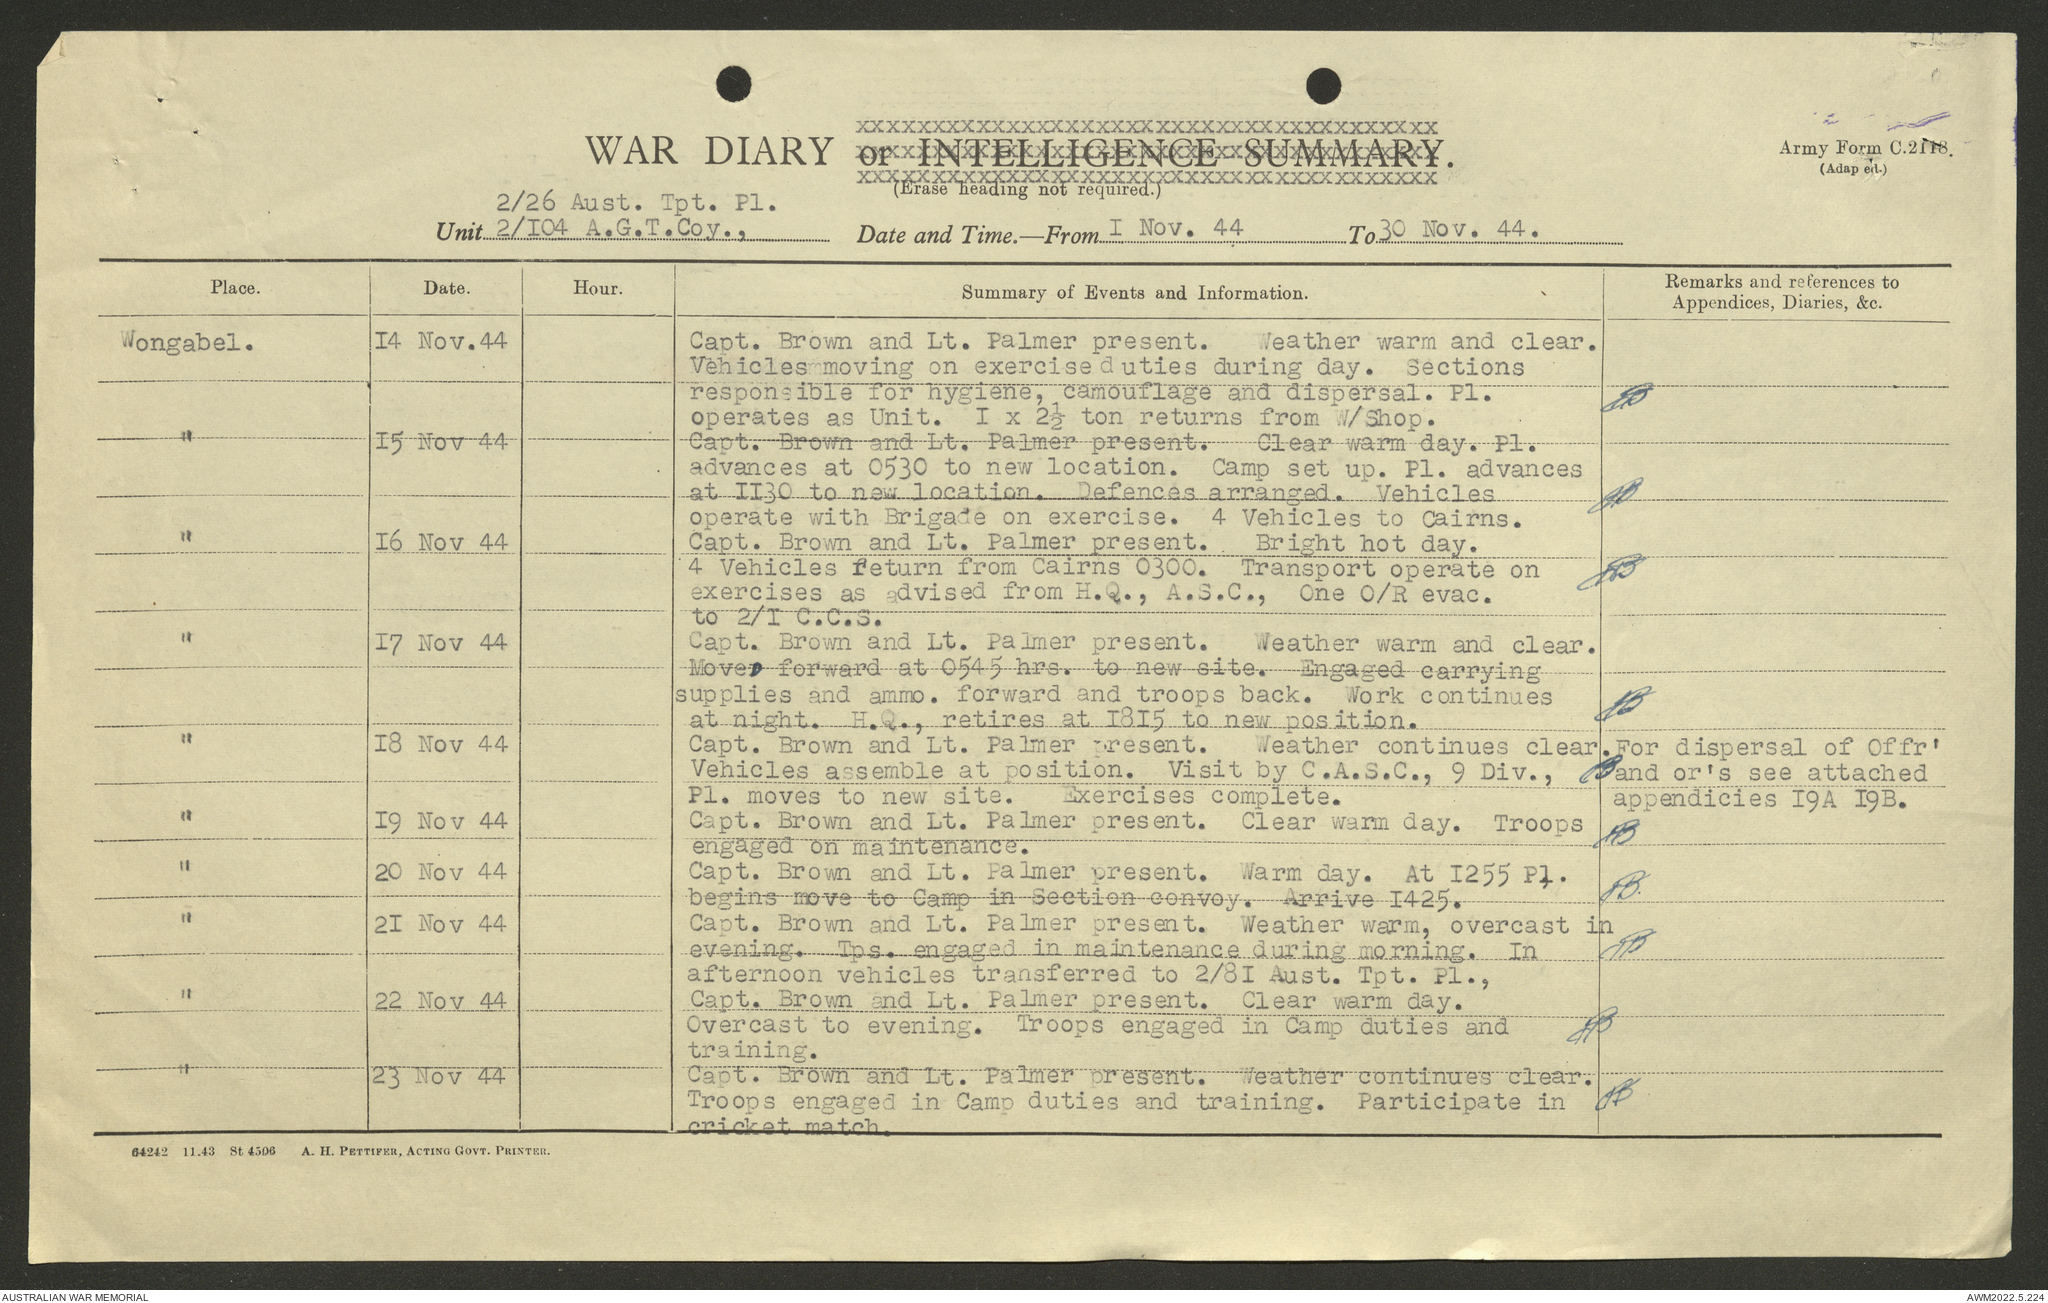 WAR DIARY or INTELLIGENCE SUMMARY.
(Erase heading not required.)
Army Form C.2118.
(Adapted.)
2/26 Aust. Tpt. Pl.
Unit 2/I04 A.G.T.Coy., Date and Time.—From I Nov. 44 To 30 Nov. 44.
Place. Date. Hour. Summary of Events and Information. Remarks and references to
Appendices, Diaries, &c.
Wongabel. I4 Nov.44 Capt. Brown and Lt. Palmer present. Weather warm and clear.
Vehicles moving on exercise duties during day. Sections
responsible for hygiene, camouflage and dispersal. Pl.
operates as Unit. I x 2½ ton returns from W/Shop.
" I5 Nov 44 Capt. Brown and Lt. Palmer present. Clear warm day. Pl.
advances at 0530 to new location. Camp set up. Pl. advances
at II30 to new location. Defences arranged. Vehicles
operate with Brigade on exercise. 4 Vehicles to Cairns.
" I6 Nov 44 Capt. Brown and Lt. Palmer present. Bright hot day.
4 Vehicles return from Cairns 0300. Transport operate on
exercises as advised from H.Q., A.S.C., One O/R evac.
to 2/I C.C.S.
" I7 Nov 44 Capt. Brown and Lt. Palmer present. Weather warm and clear.
Moved forward at 0545 hrs. to new site. Engaged carrying
supplies and ammo. forward and troops back. Work continues
at night. H.Q., retires at I8I5 to new position.
" I8 Nov 44 Capt. Brown and Lt. Palmer present. Weather continues clear. For dispersal of Offr'
Vehicles assemble at position. Visit by C.A.S.C., 9 Div., and or's see attached
Pl. moves to new site. Exercises complete. appendicies I9A I9B.
" I9 Nov 44 Capt. Brown and Lt. Palmer present. Clear warm day. Troops
engaged on maintenance.
" 20 Nov 44 Capt. Brown and Lt. Palmer present. Warm day. At I255 Pl.
begins move to Camp in Section convoy. Arrive I425.
" 2I Nov 44 Capt. Brown and Lt. Palmer present. Weather warm, overcast in
evening. Tps. engaged in maintenance during morning. In
afternoon vehicles transferred to 2/8I Aust. Tpt. Pl.,
" 22 Nov 44 Capt. Brown and Lt. Palmer present. Clear warm day.
Overcast to evening. Troops engaged in Camp duties and
training.
" 23 Nov 44 Capt. Brown and Lt. Palmer present. Weather continues clear.
Troops engaged in Camp duties and training. Participate in
cricket match.
64242 11.43 St 4506 A. H. PETTIFER, ACTING GOVT. PRINTER.
AUSTRALIAN WAR MEMORIAL AWM2022.5.224